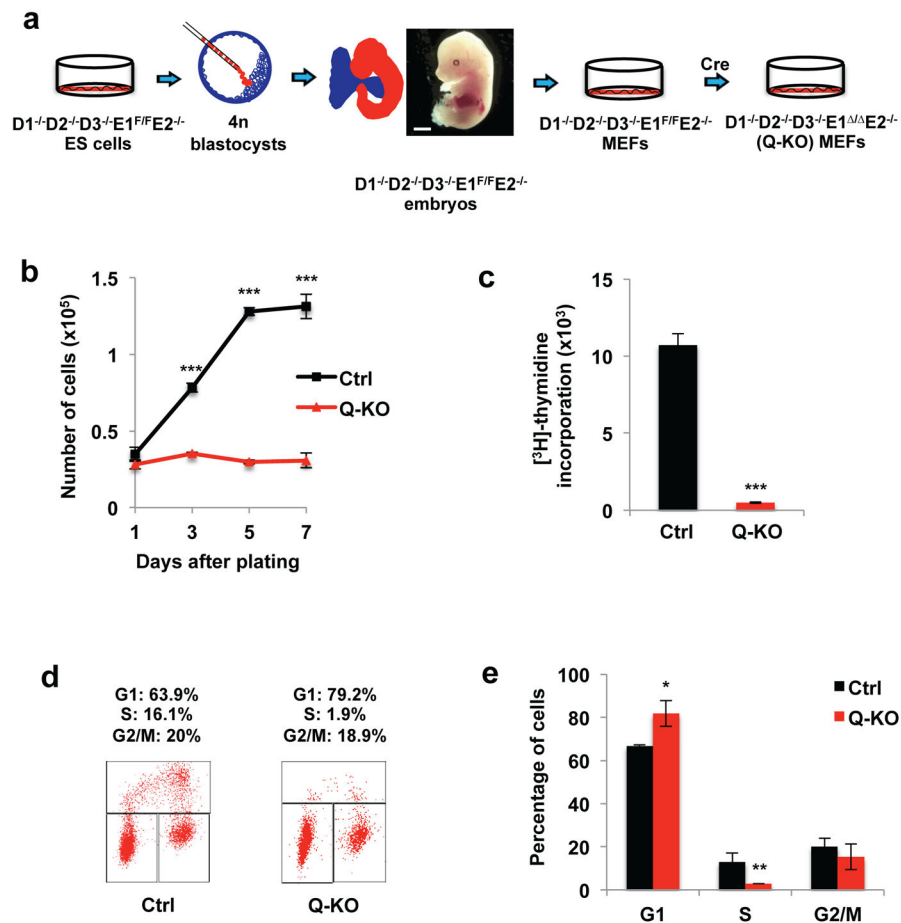 a
Cre
D1-/-D2-/-D3-/-E1F/FE2-/-
ES cells
4n
blastocysts
D1-/-D2-/-D3-/-E1F/FE2-/-
MEFs
D1-/-D2-/-D3-/-E1Δ/ΔE2-/-
(Q-KO) MEFs
D1-/-D2-/-D3-/-E1F/FE2-/-
embryos
b
Number of cells (x10⁵)
1.5
1
0.5
0
***
***
***
Ctrl
Q-KO
1 3 5 7
Days after plating
c
[³H]-thymidine
incorporation (x10³)
15
10
5
0
***
Ctrl Q-KO
d
G1: 63.9%
S: 16.1%
G2/M: 20%
G1: 79.2%
S: 1.9%
G2/M: 18.9%
Ctrl
Q-KO
e
Percentage of cells
100
80
60
40
20
0
*
**
Ctrl
Q-KO
G1 S G2/M